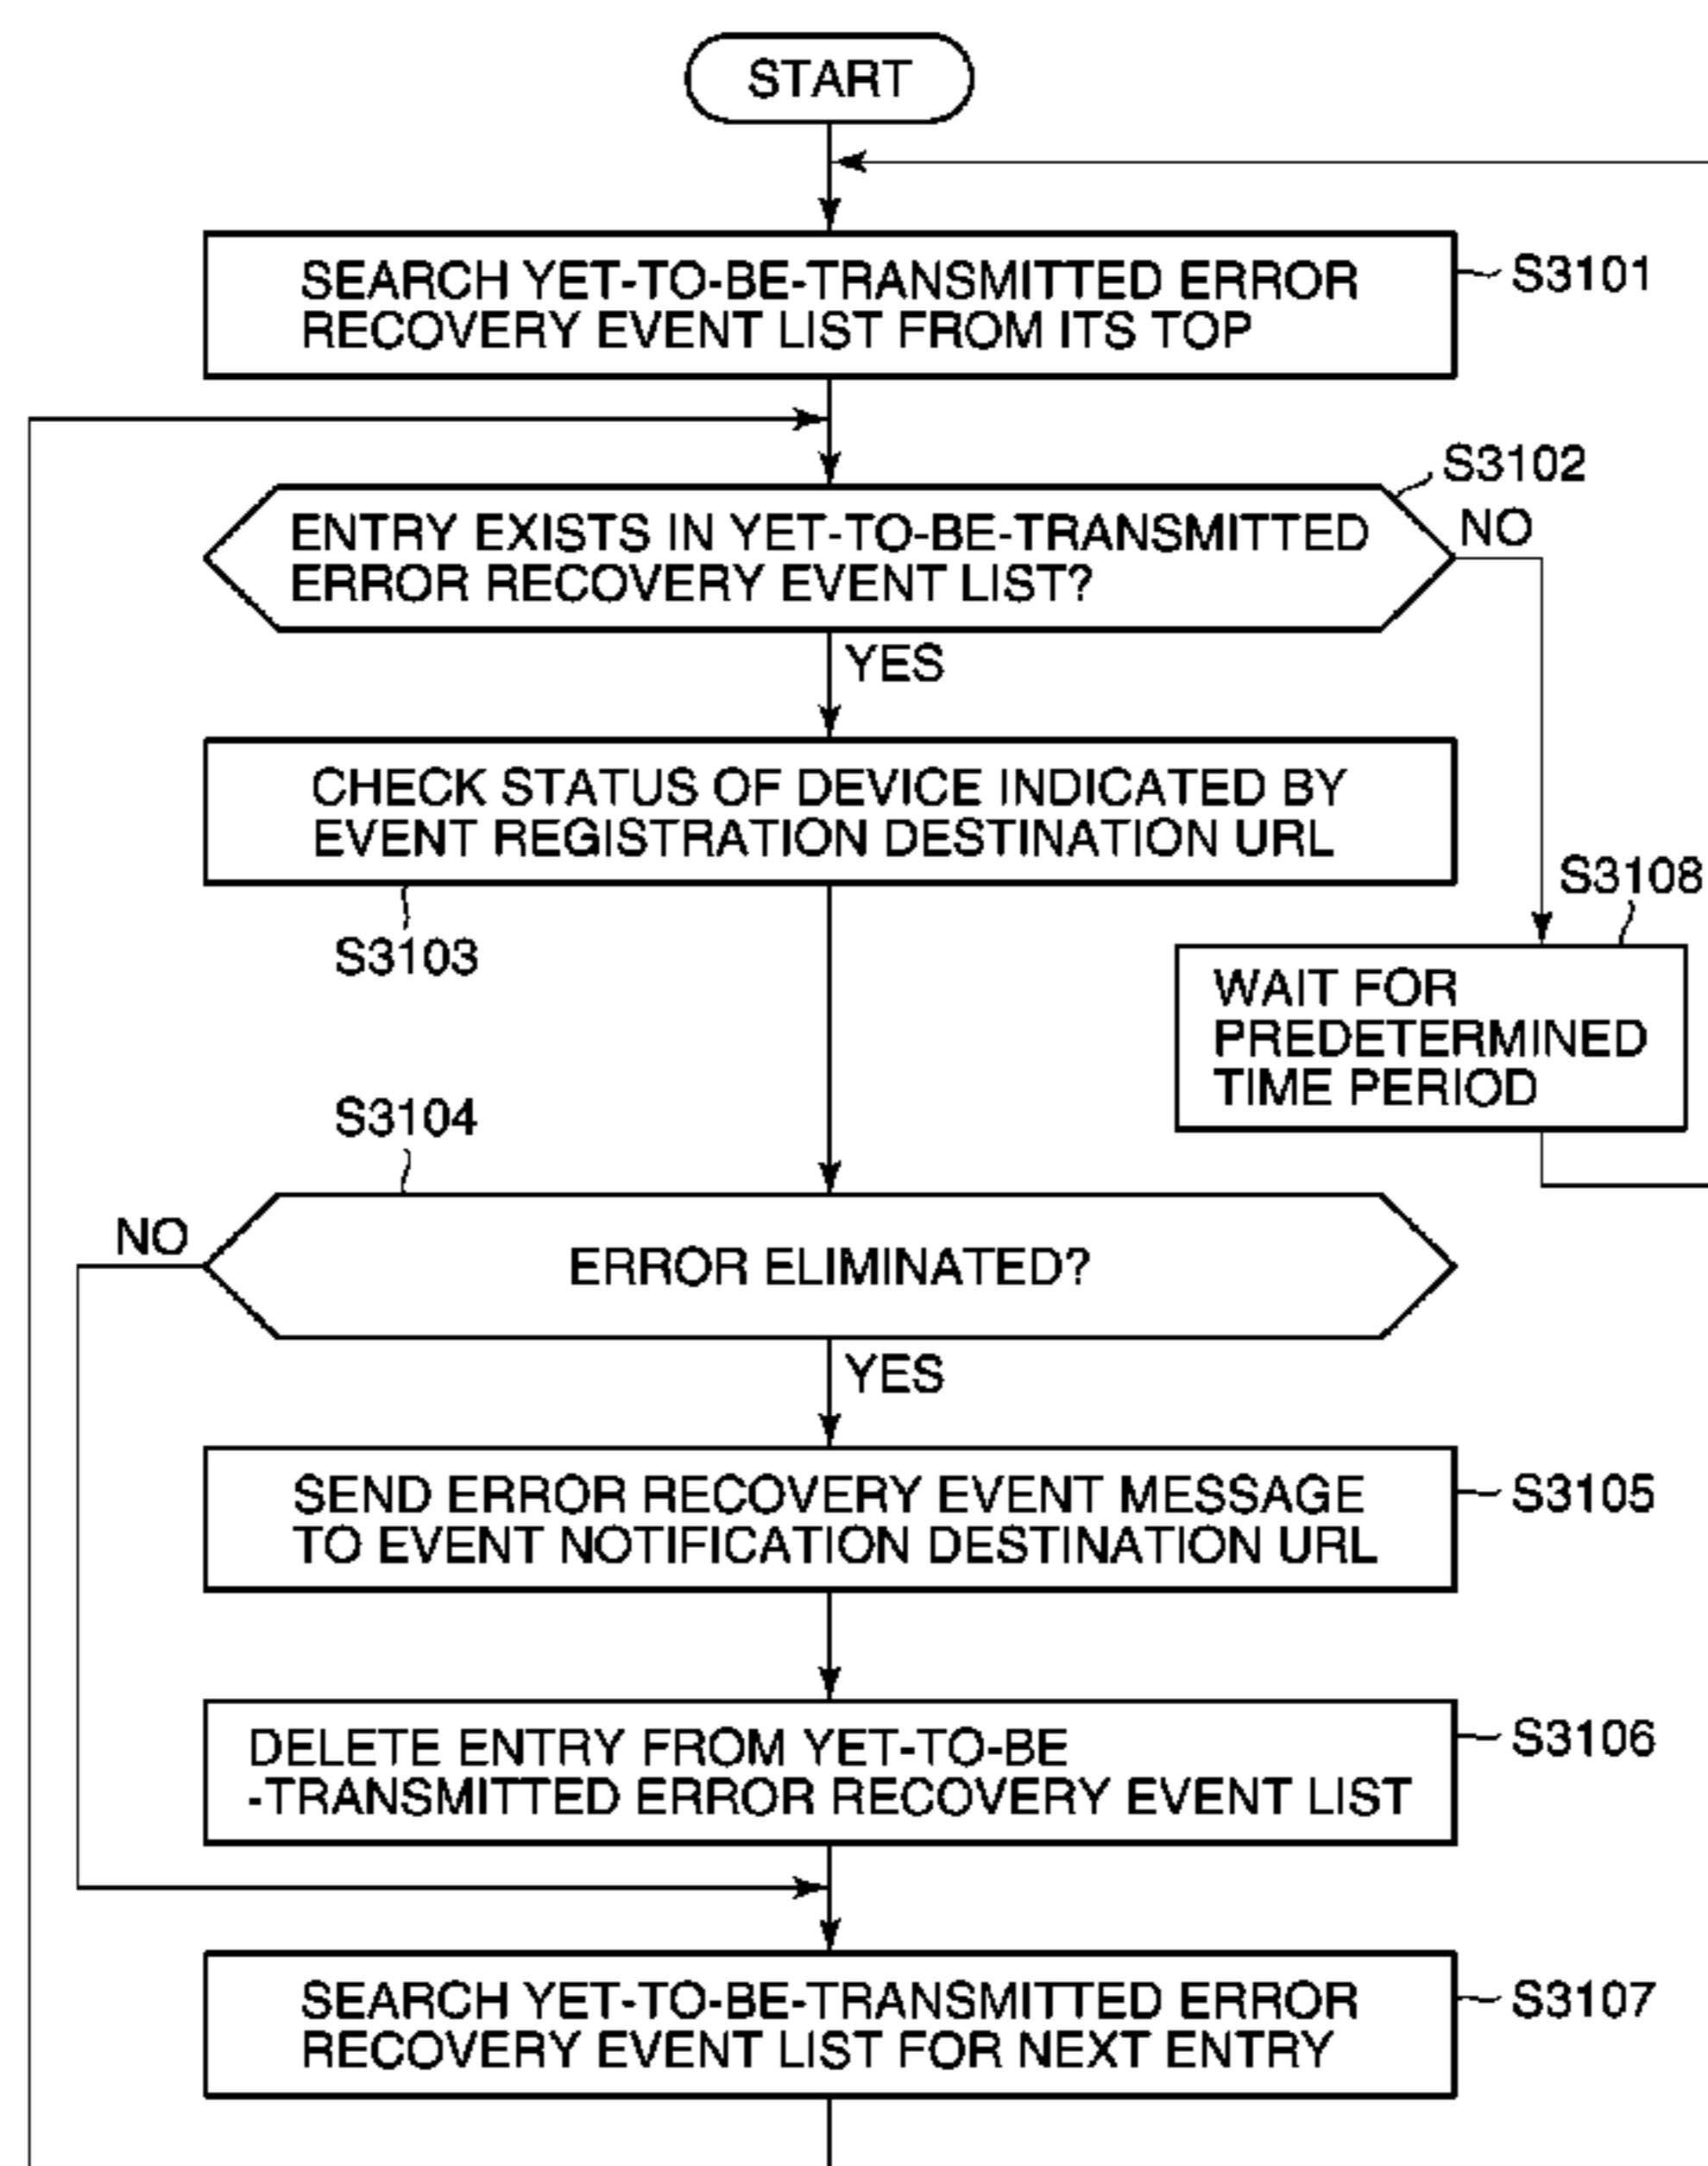 START
SEARCH YET-TO-BE-TRANSMITTED ERROR
RECOVERY EVENT LIST FROM ITS TOP
S3101
S3102
ENTRY EXISTS IN YET-TO-BE-TRANSMITTED
ERROR RECOVERY EVENT LIST?
NO
YES
CHECK STATUS OF DEVICE INDICATED BY
EVENT REGISTRATION DESTINATION URL
S3103
S3108
WAIT FOR
PREDETERMINED
TIME PERIOD
S3104
NO
ERROR ELIMINATED?
YES
SEND ERROR RECOVERY EVENT MESSAGE
TO EVENT NOTIFICATION DESTINATION URL
S3105
DELETE ENTRY FROM YET-TO-BE
-TRANSMITTED ERROR RECOVERY EVENT LIST
S3106
SEARCH YET-TO-BE-TRANSMITTED ERROR
RECOVERY EVENT LIST FOR NEXT ENTRY
S3107